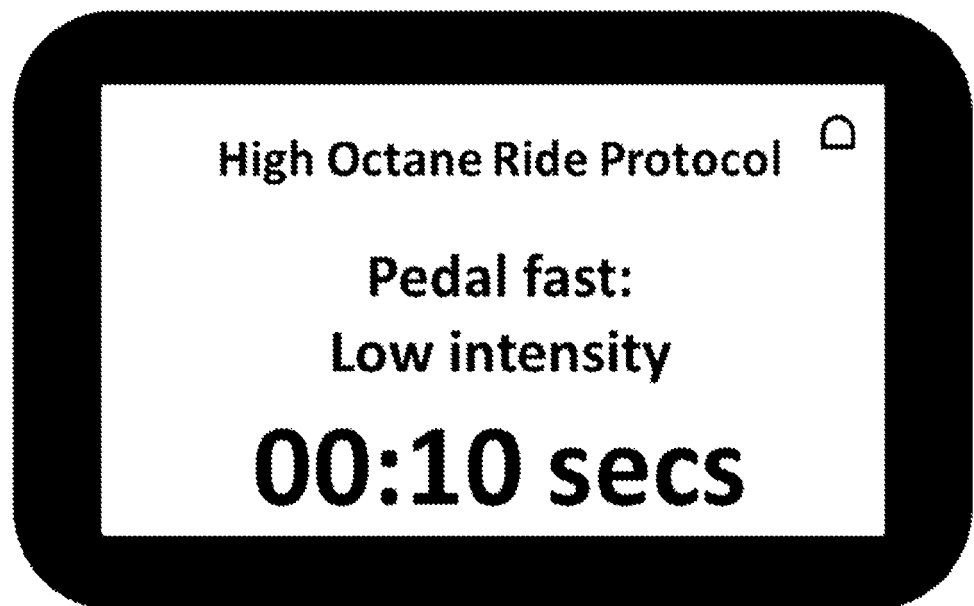 High Octane Ride Protocol
Pedal fast:
Low intensity
00:10 secs